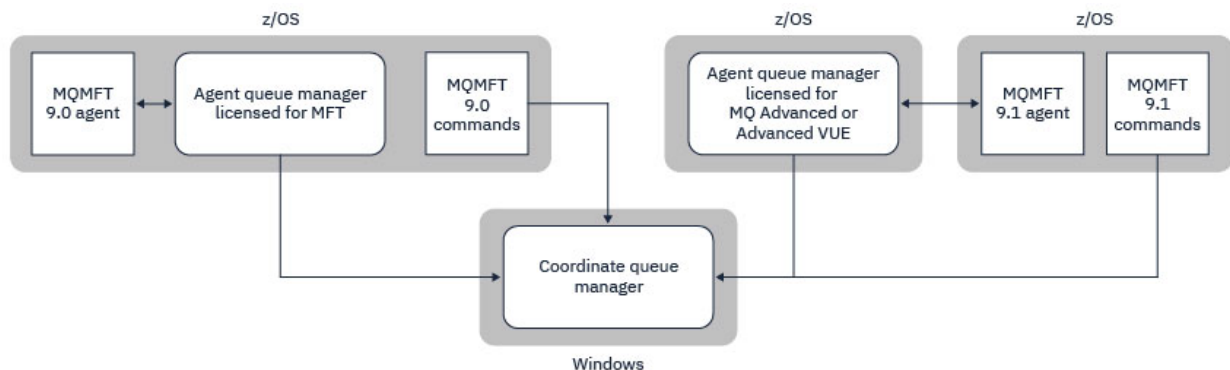 z/OS
z/OS
z/OS
MQMFT
9.0 agent
Agent queue manager
licensed for MFT
MQMFT
9.0
commands
Agent queue manager
licensed for
MQ Advanced or
Advanced VUE
MQMFT
9.1 agent
MQMFT
9.1
commands
Coordinate queue
manager
Windows